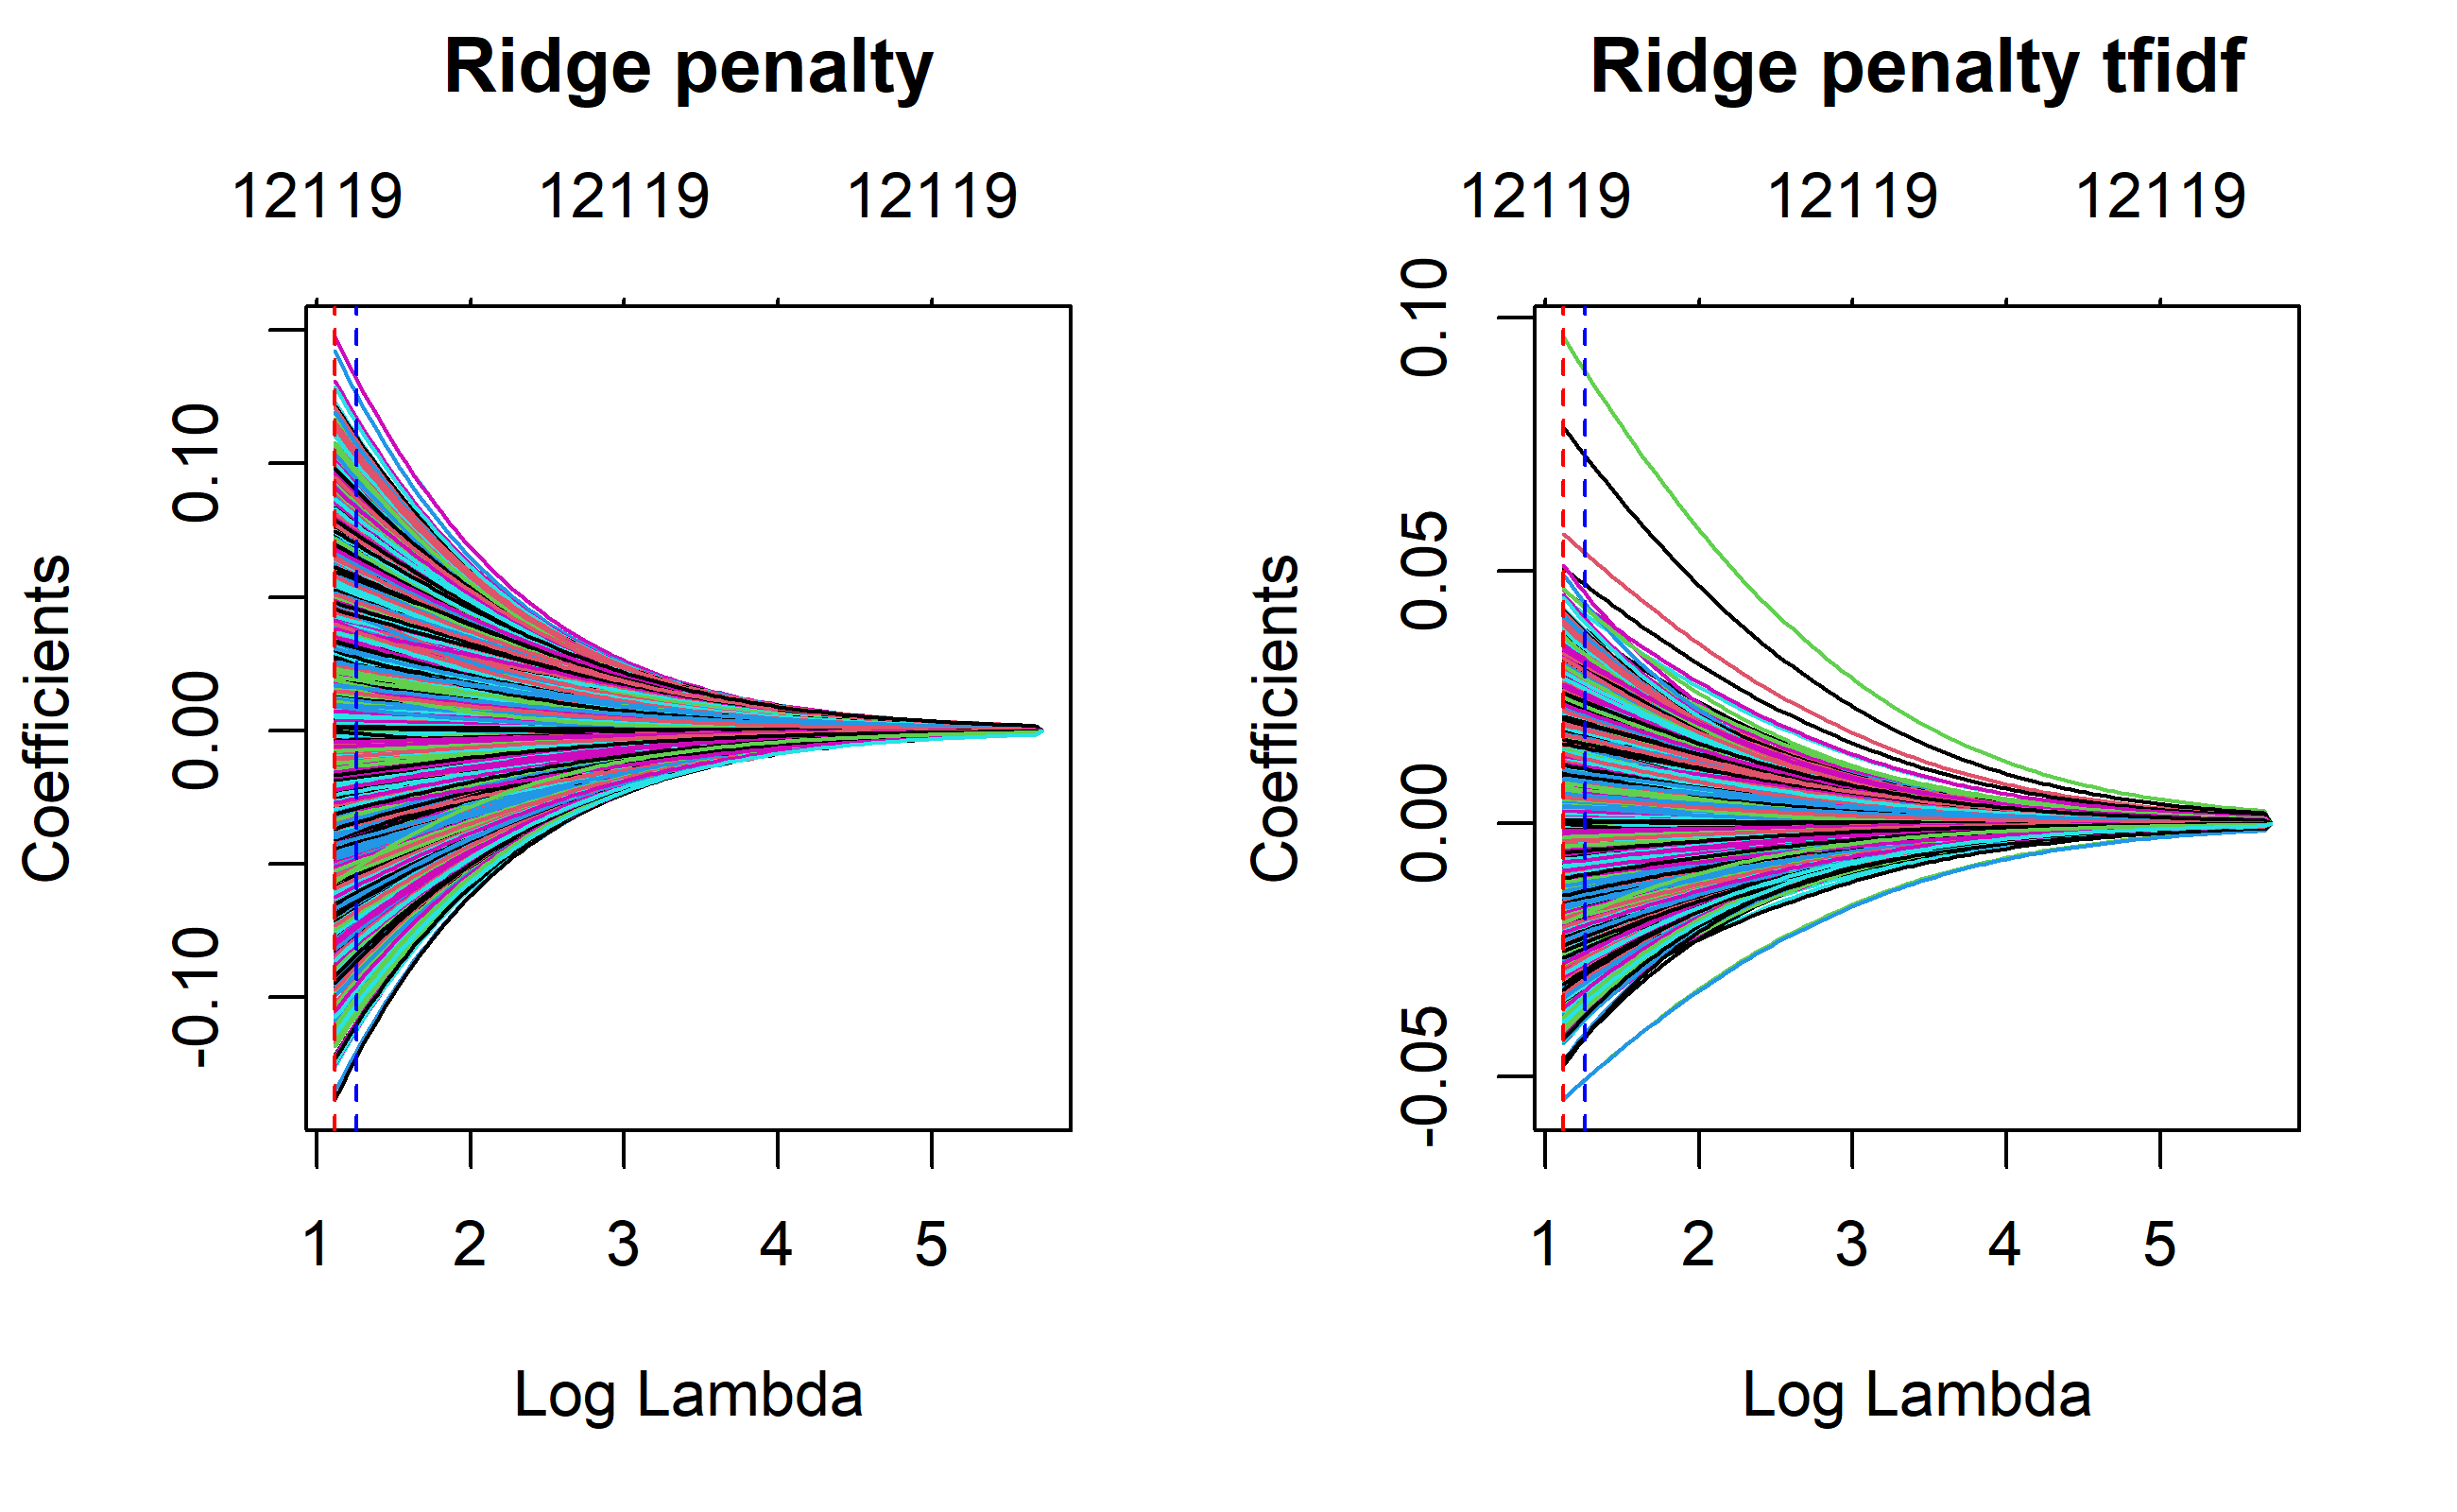 Ridge penalty
12119 12119 12119
Coefficients
0.10
0.00
-0.10
1 2 3 4 5
Log Lambda
Ridge penalty tfidf
12119 12119 12119
Coefficients
0.10
0.05
0.00
-0.05
1 2 3 4 5
Log Lambda